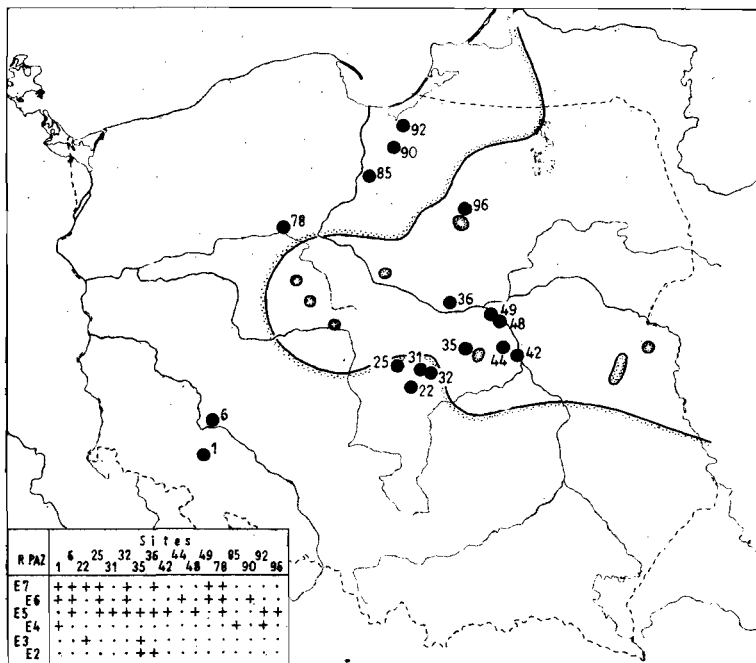 92
90
85
96
78
36
49
48
35
44
42
25
31
32
22
6
1
Sites
R PAZ 1 6 22 25 31 32 35 36 42 44 48 49 78 85 90 92 96
E7 + + + + . + . + . . . + + . . . .
E6 + + . + . + . . . + . + + . + . .
E5 . + . + + + + + + . + . + . . + +
E4 + . . . . . . . . . . . . + . + .
E3 . . + . . . + . . . . . . . . . .
E2 . . . . . . + + . . . . . . . . .